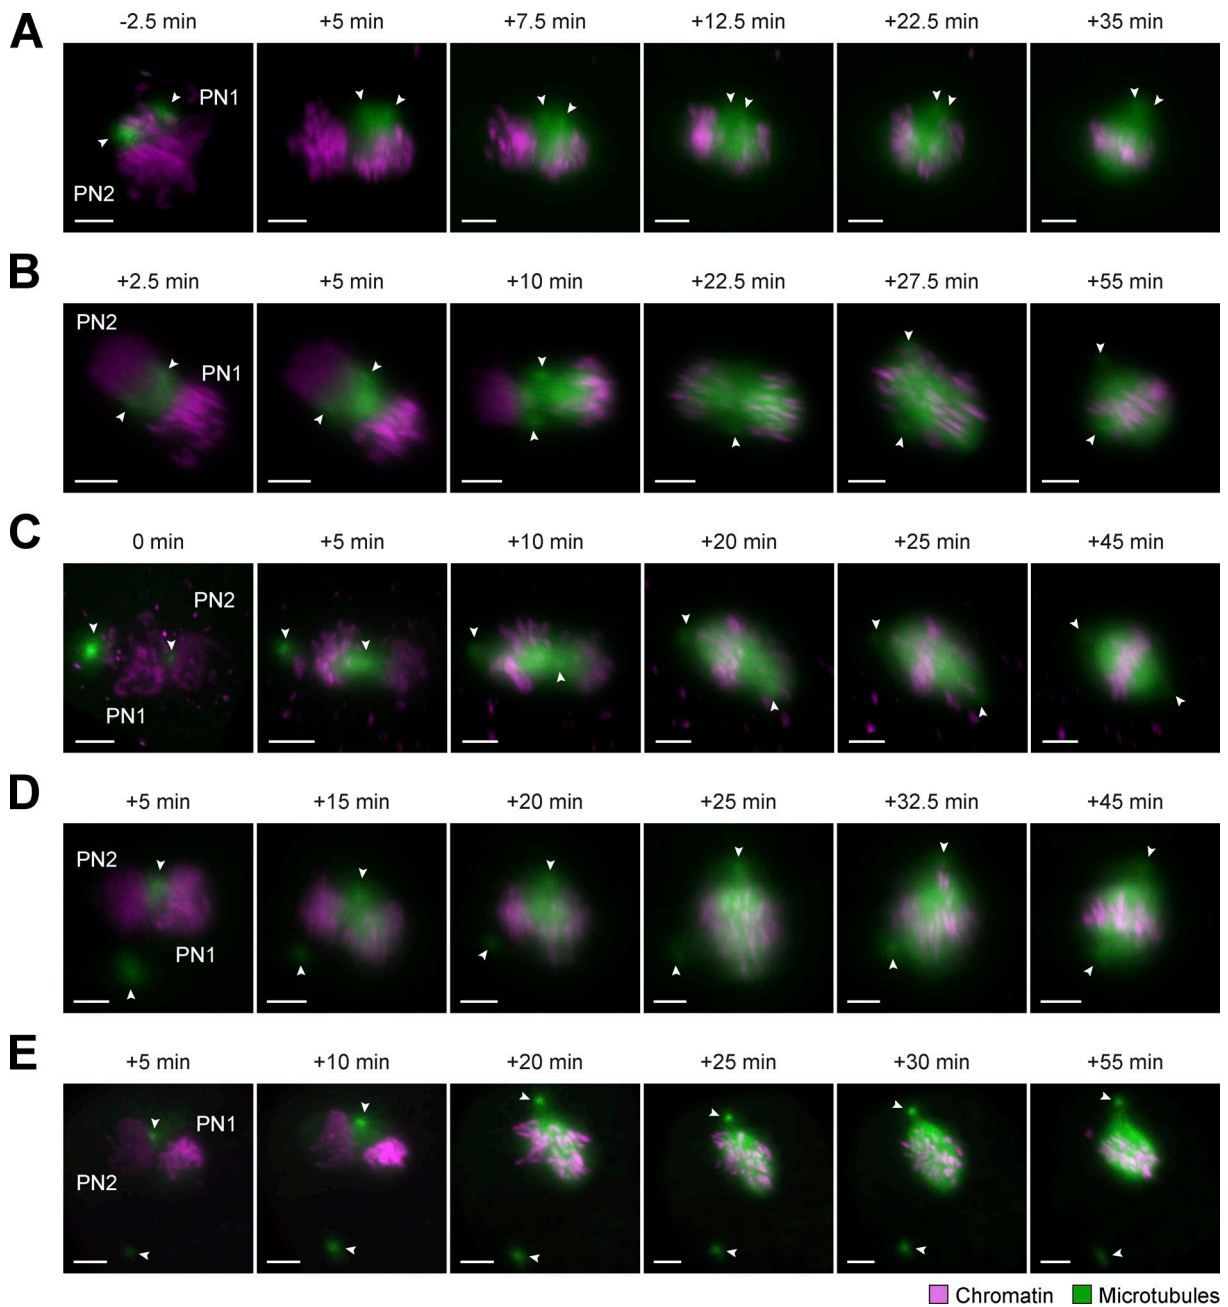 A
-2.5 min +5 min +7.5 min +12.5 min +22.5 min +35 min
PN1
PN2
B
+2.5 min +5 min +10 min +22.5 min +27.5 min +55 min
PN2
PN1
C
0 min +5 min +10 min +20 min +25 min +45 min
PN2
PN1
D
+5 min +15 min +20 min +25 min +32.5 min +45 min
PN2
PN1
E
+5 min +10 min +20 min +25 min +30 min +55 min
PN1
PN2
Chromatin Microtubules